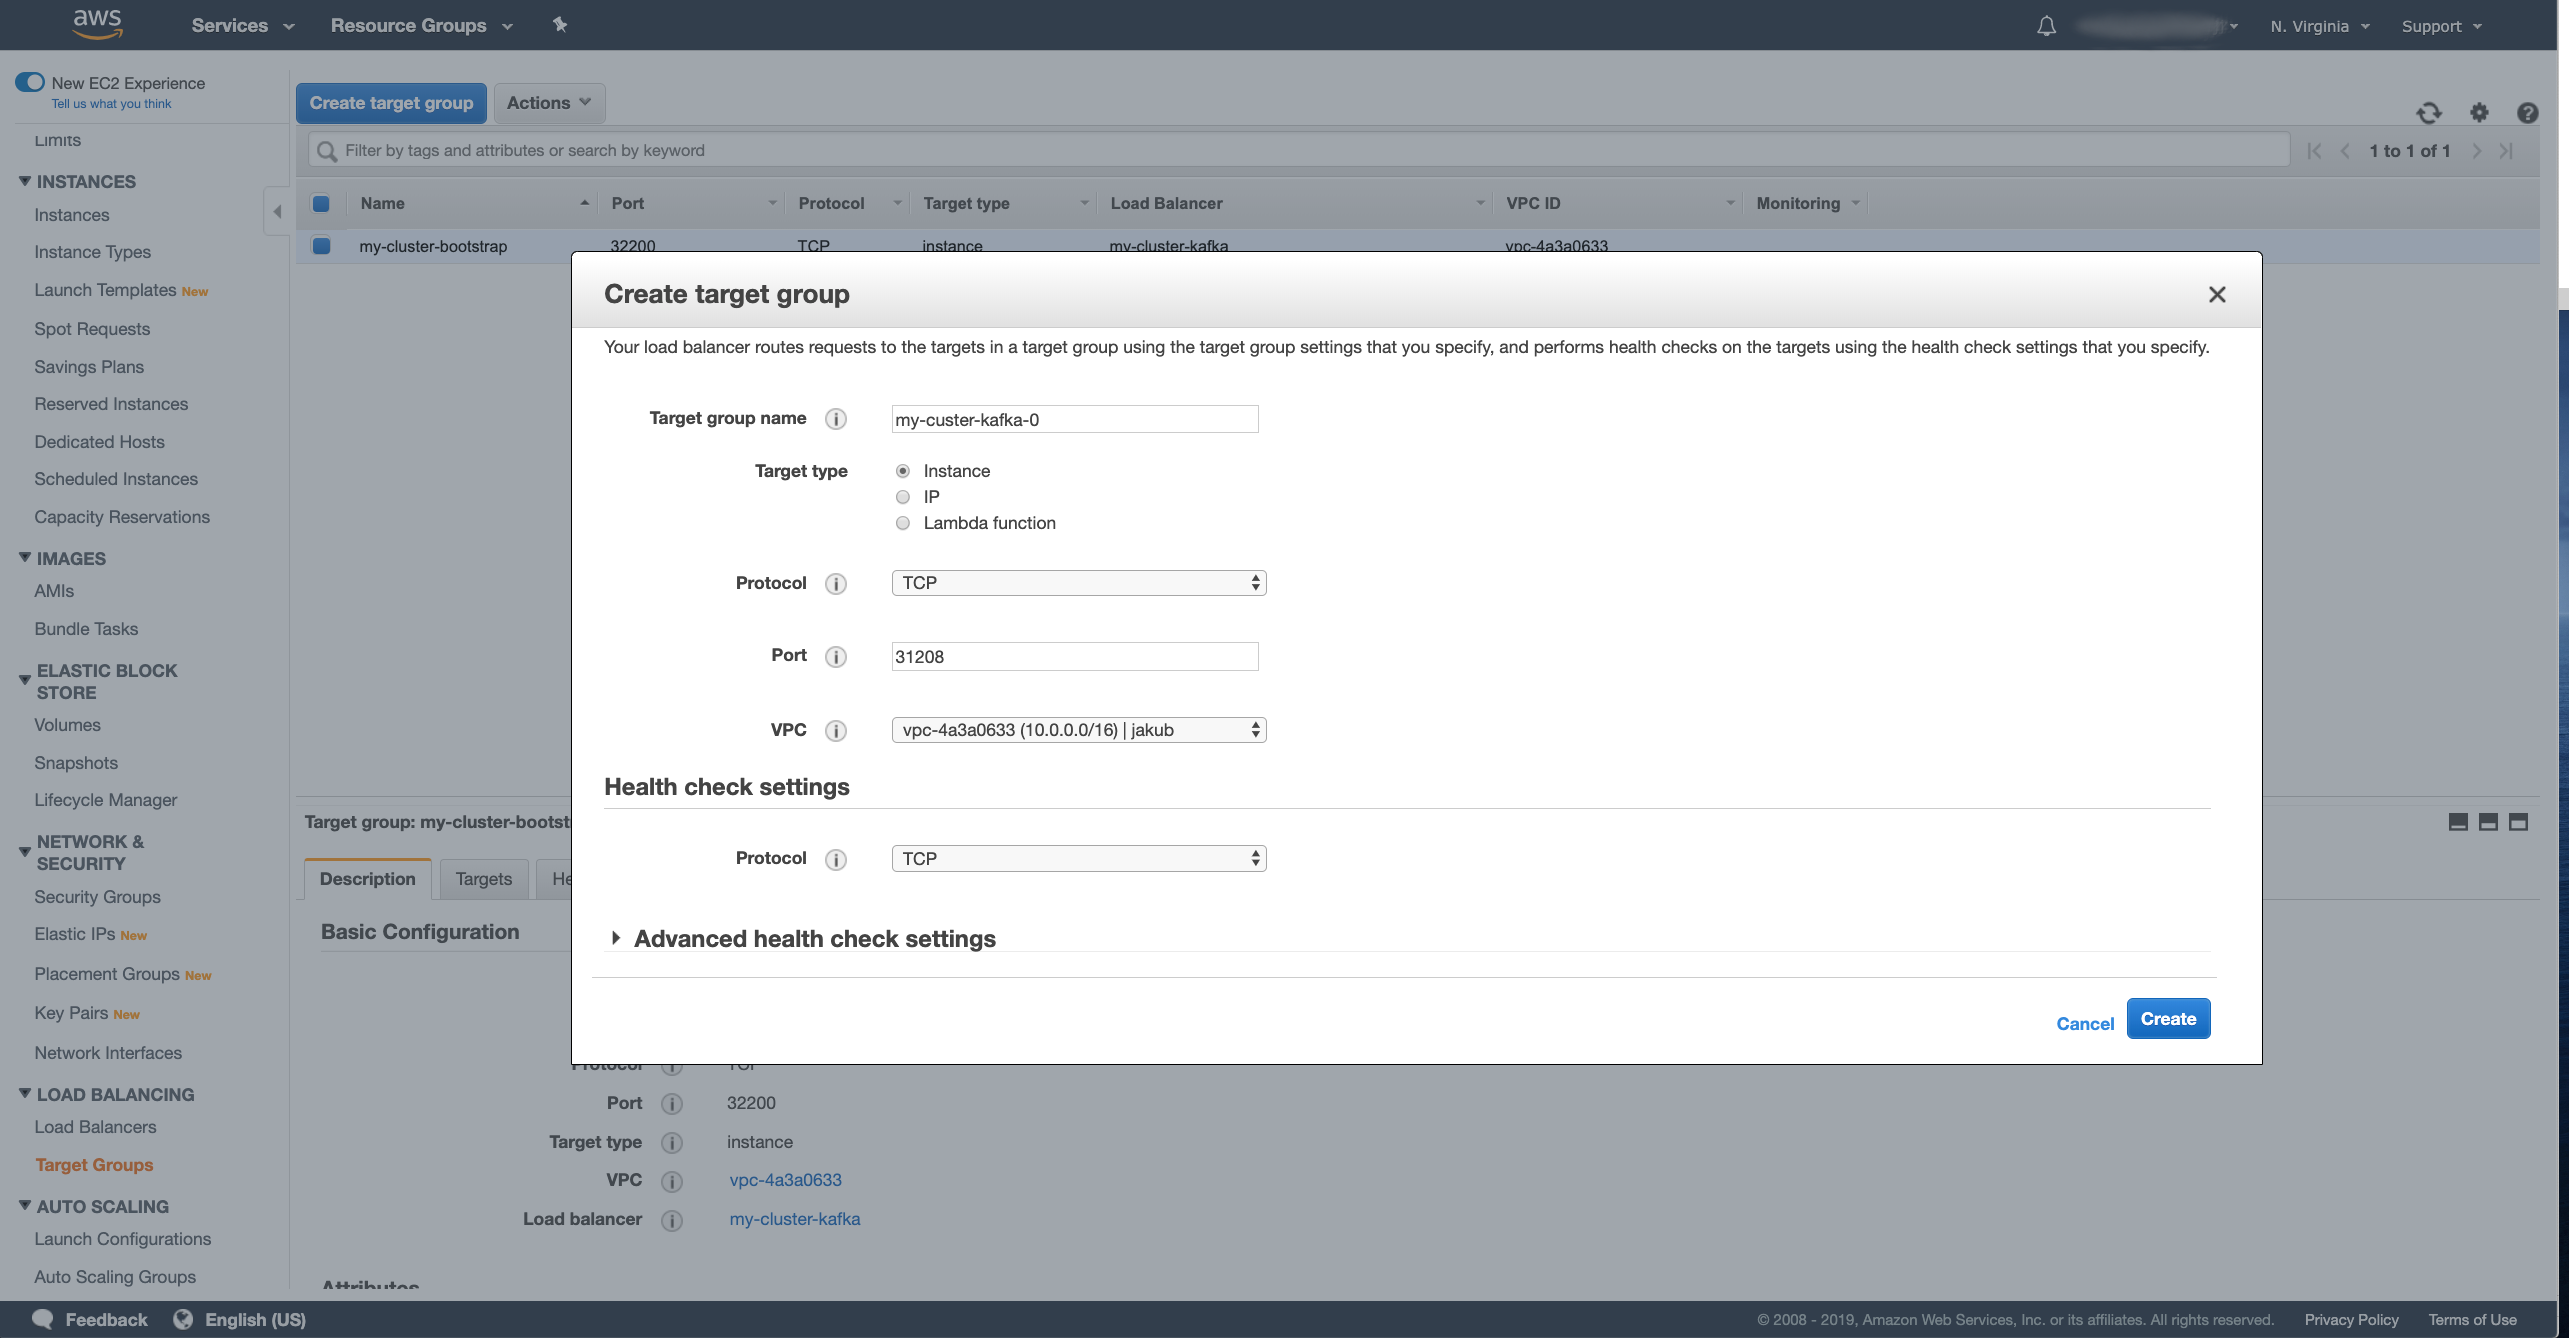 aws
Services
Resource Groups
N. Virginia
Support
New EC2 Experience
Tell us what you think
Limits
INSTANCES
Instances
Instance Types
Launch Templates New
Spot Requests
Savings Plans
Reserved Instances
Dedicated Hosts
Scheduled Instances
Capacity Reservations
IMAGES
AMIs
Bundle Tasks
ELASTIC BLOCK
STORE
Volumes
Snapshots
Lifecycle Manager
NETWORK &
SECURITY
Security Groups
Elastic IPs New
Placement Groups New
Key Pairs New
Network Interfaces
LOAD BALANCING
Load Balancers
Target Groups
AUTO SCALING
Launch Configurations
Auto Scaling Groups
Create target group
Actions
Filter by tags and attributes or search by keyword
1 to 1 of 1
Name Port Protocol Target type Load Balancer VPC ID Monitoring
my-cluster-bootstrap 32200 TCP instance my-cluster-kafka vpc-4a3a0633
Create target group
Your load balancer routes requests to the targets in a target group using the target group settings that you specify, and performs health checks on the targets using the health check settings that you specify.
Target group name my-custer-kafka-0
Target type Instance
IP
Lambda function
Protocol TCP
Port 31208
VPC vpc-4a3a0633 (10.0.0.0/16) | jakub
Health check settings
Protocol TCP
Advanced health check settings
Cancel Create
Target group: my-cluster-bootst
Description Targets He
Basic Configuration
Protocol TCP
Port 32200
Target type instance
VPC vpc-4a3a0633
Load balancer my-cluster-kafka
Attributes
Feedback English (US)
© 2008 - 2019, Amazon Web Services, Inc. or its affiliates. All rights reserved. Privacy Policy Terms of Use